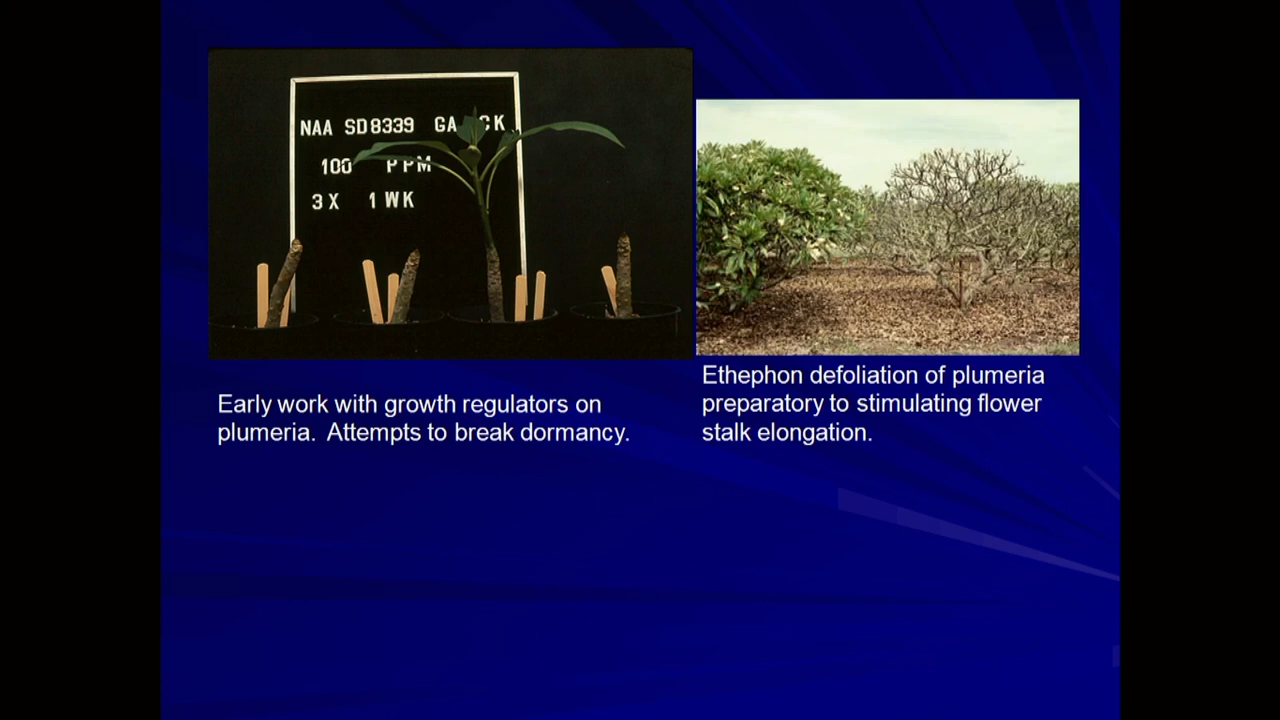 NAA SD8339 GA CK
100 PPM
3X 1WK
Early work with growth regulators on
plumeria. Attempts to break dormancy.
Ethephon defoliation of plumeria
preparatory to stimulating flower
stalk elongation.